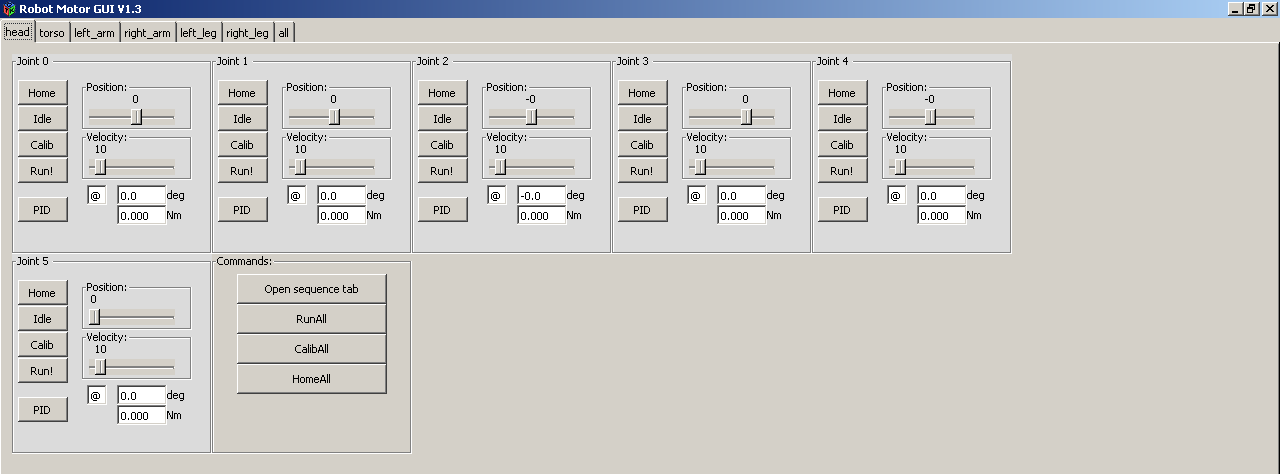 Robot Motor GUI V1.3
head torso left_arm right_arm left_leg right_leg all
Joint 0
Home
Idle
Calib
Run!
PID
Position:
0
Velocity:
10
@ 0.0 deg
0.000 Nm
Joint 1
Home
Idle
Calib
Run!
PID
Position:
0
Velocity:
10
@ 0.0 deg
0.000 Nm
Joint 2
Home
Idle
Calib
Run!
PID
Position:
-0
Velocity:
10
@ -0.0 deg
0.000 Nm
Joint 3
Home
Idle
Calib
Run!
PID
Position:
0
Velocity:
10
@ 0.0 deg
0.000 Nm
Joint 4
Home
Idle
Calib
Run!
PID
Position:
-0
Velocity:
10
@ 0.0 deg
0.000 Nm
Joint 5
Home
Idle
Calib
Run!
PID
Position:
0
Velocity:
10
@ 0.0 deg
0.000 Nm
Commands:
Open sequence tab
RunAll
CalibAll
HomeAll